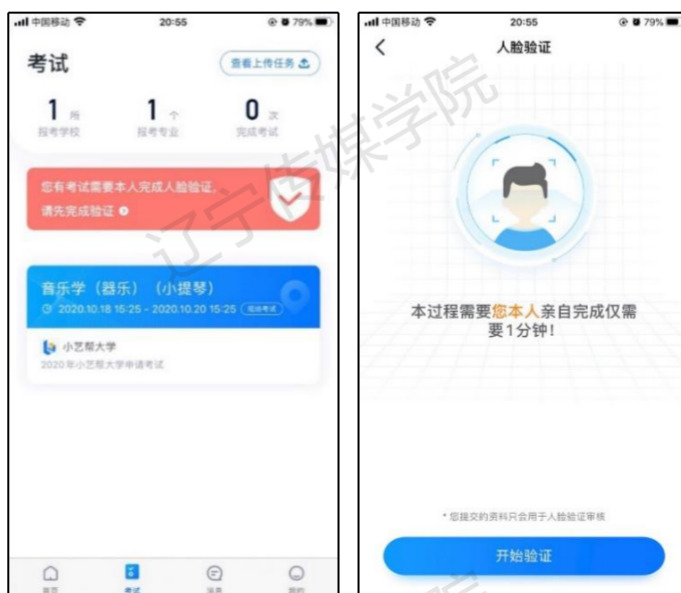 中国移动
20:55
79%
考试
查看上传任务
1 所
报考学校
1 个
报考专业
0 次
完成考试
您有考试需要本人完成人脸验证,
请先完成验证
音乐学（器乐）（小提琴）
2020.10.18 15:25 - 2020.10.20 15:25
小艺帮大学
2020年小艺帮大学申请考试
首页
考试
消息
我的
中国移动
20:55
79%
人脸验证
本过程需要您本人亲自完成仅需
要1分钟!
*您提交的资料只会用于人脸验证审核
开始验证
辽宁传媒学院
学院